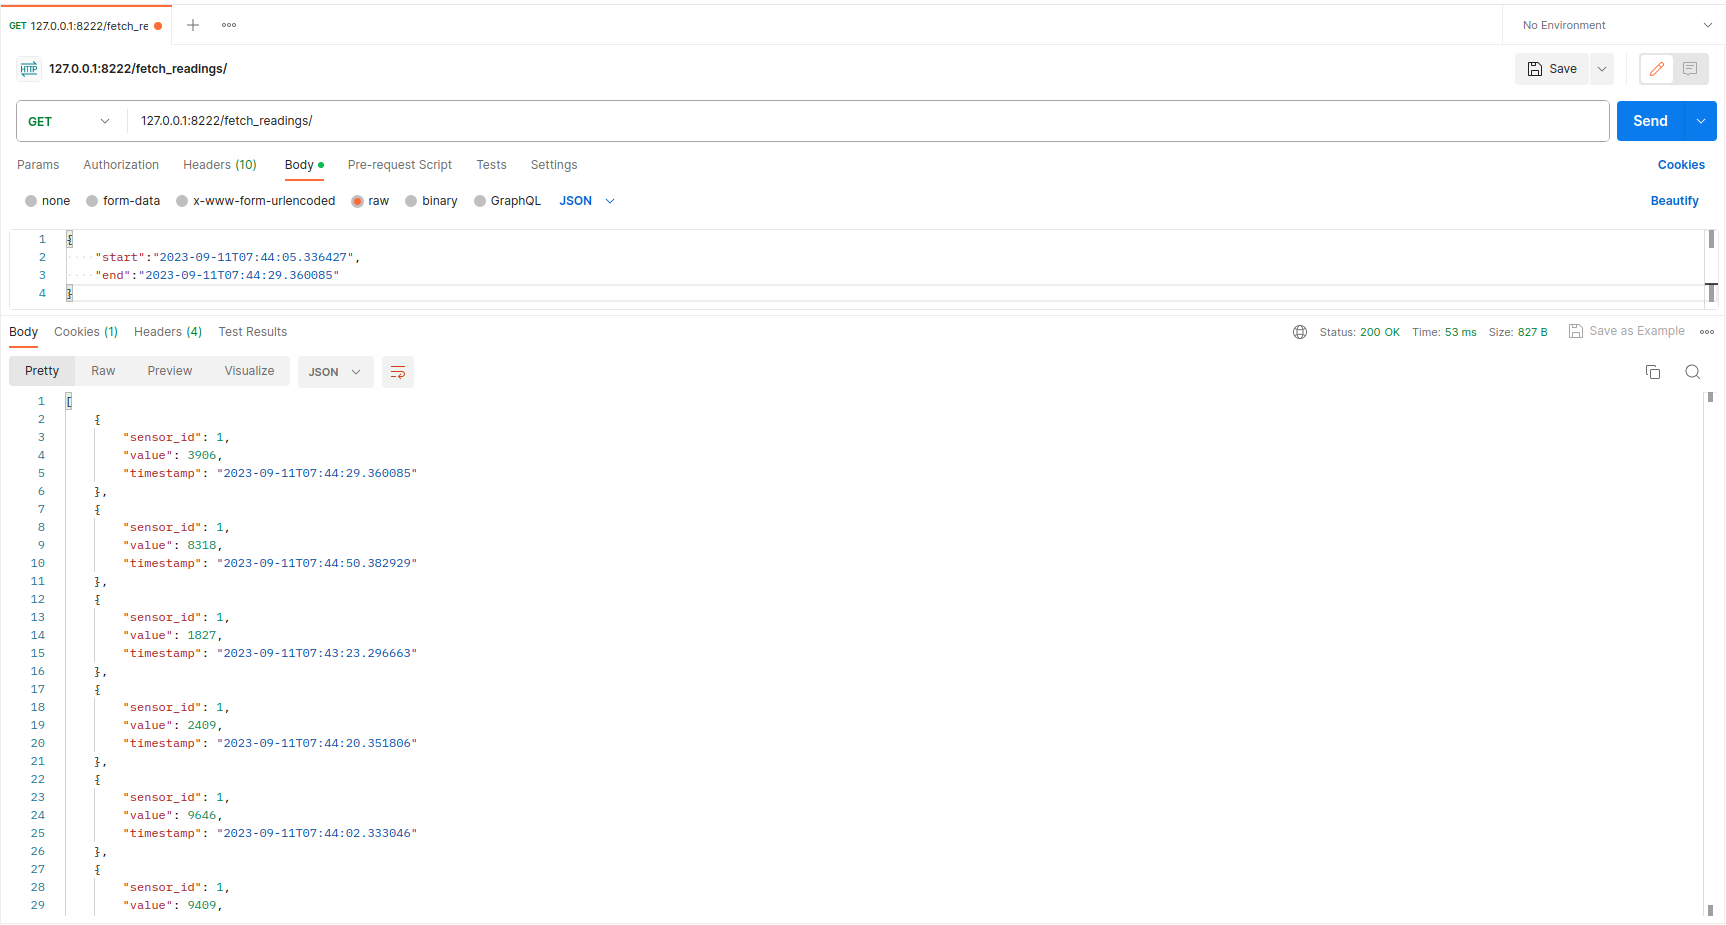 GET 127.0.0.1:8222/fetch_re
No Environment
HTTP 127.0.0.1:8222/fetch_readings/
Save
GET 127.0.0.1:8222/fetch_readings/
Send
Params Authorization Headers (10) Body Pre-request Script Tests Settings Cookies
none form-data x-www-form-urlencoded raw binary GraphQL JSON Beautify
1 {
2 "start":"2023-09-11T07:44:05.336427",
3 "end":"2023-09-11T07:44:29.360085"
4 }
Body Cookies (1) Headers (4) Test Results Status: 200 OK Time: 53 ms Size: 827 B Save as Example
Pretty Raw Preview Visualize JSON
1 [
2 {
3 "sensor_id": 1,
4 "value": 3906,
5 "timestamp": "2023-09-11T07:44:29.360085"
6 },
7 {
8 "sensor_id": 1,
9 "value": 8318,
10 "timestamp": "2023-09-11T07:44:50.382929"
11 },
12 {
13 "sensor_id": 1,
14 "value": 1827,
15 "timestamp": "2023-09-11T07:43:23.296663"
16 },
17 {
18 "sensor_id": 1,
19 "value": 2409,
20 "timestamp": "2023-09-11T07:44:20.351806"
21 },
22 {
23 "sensor_id": 1,
24 "value": 9646,
25 "timestamp": "2023-09-11T07:44:02.333046"
26 },
27 {
28 "sensor_id": 1,
29 "value": 9409,